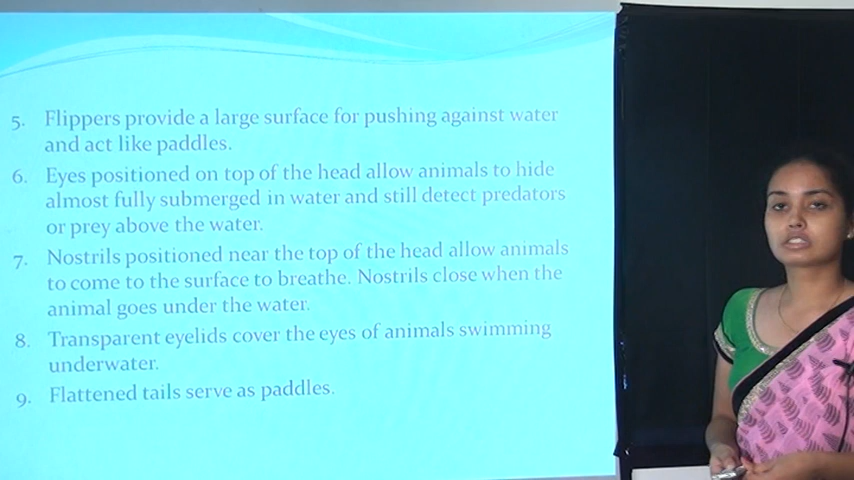 5. Flippers provide a large surface for pushing against water
and act like paddles.
6. Eyes positioned on top of the head allow animals to hide
almost fully submerged in water and still detect predators
or prey above the water.
7. Nostrils positioned near the top of the head allow animals
to come to the surface to breathe. Nostrils close when the
animal goes under the water.
8. Transparent eyelids cover the eyes of animals swimming
underwater.
9. Flattened tails serve as paddles.